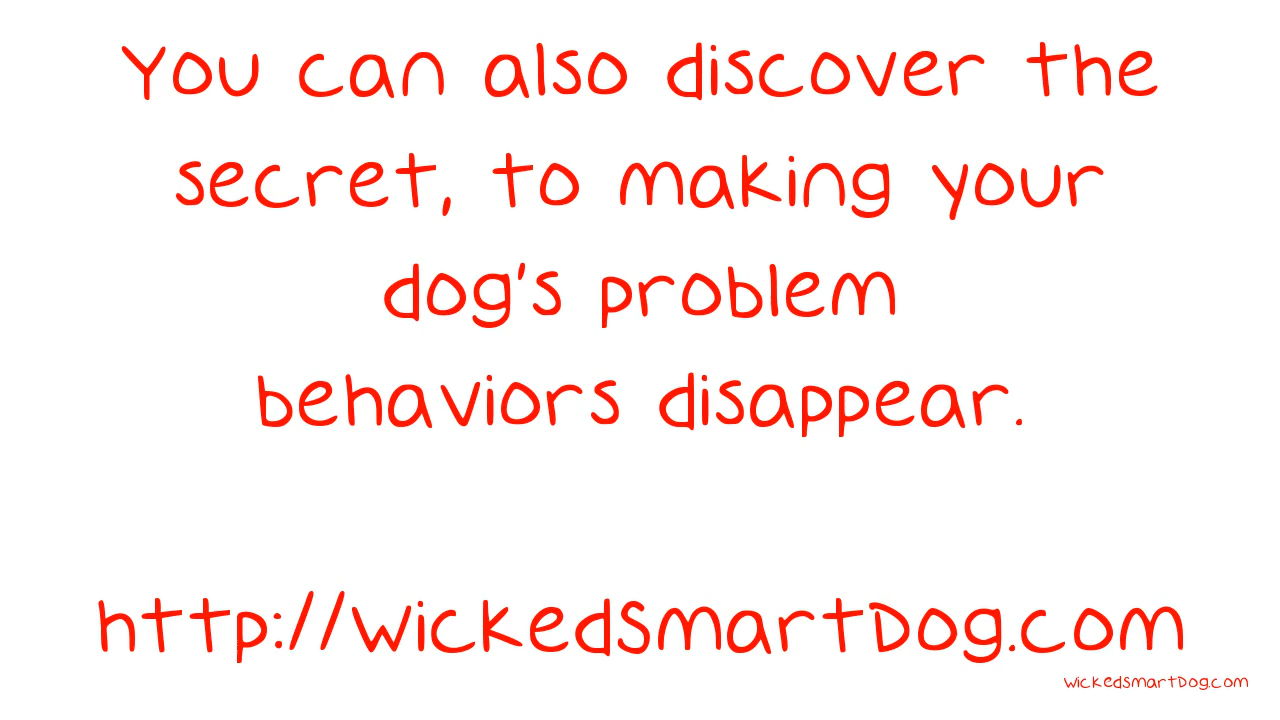 You can also discover the
secret, to making your
dog's problem
behaviors disappear.
http://WickedSmartDog.com
WickedSmartDog.com